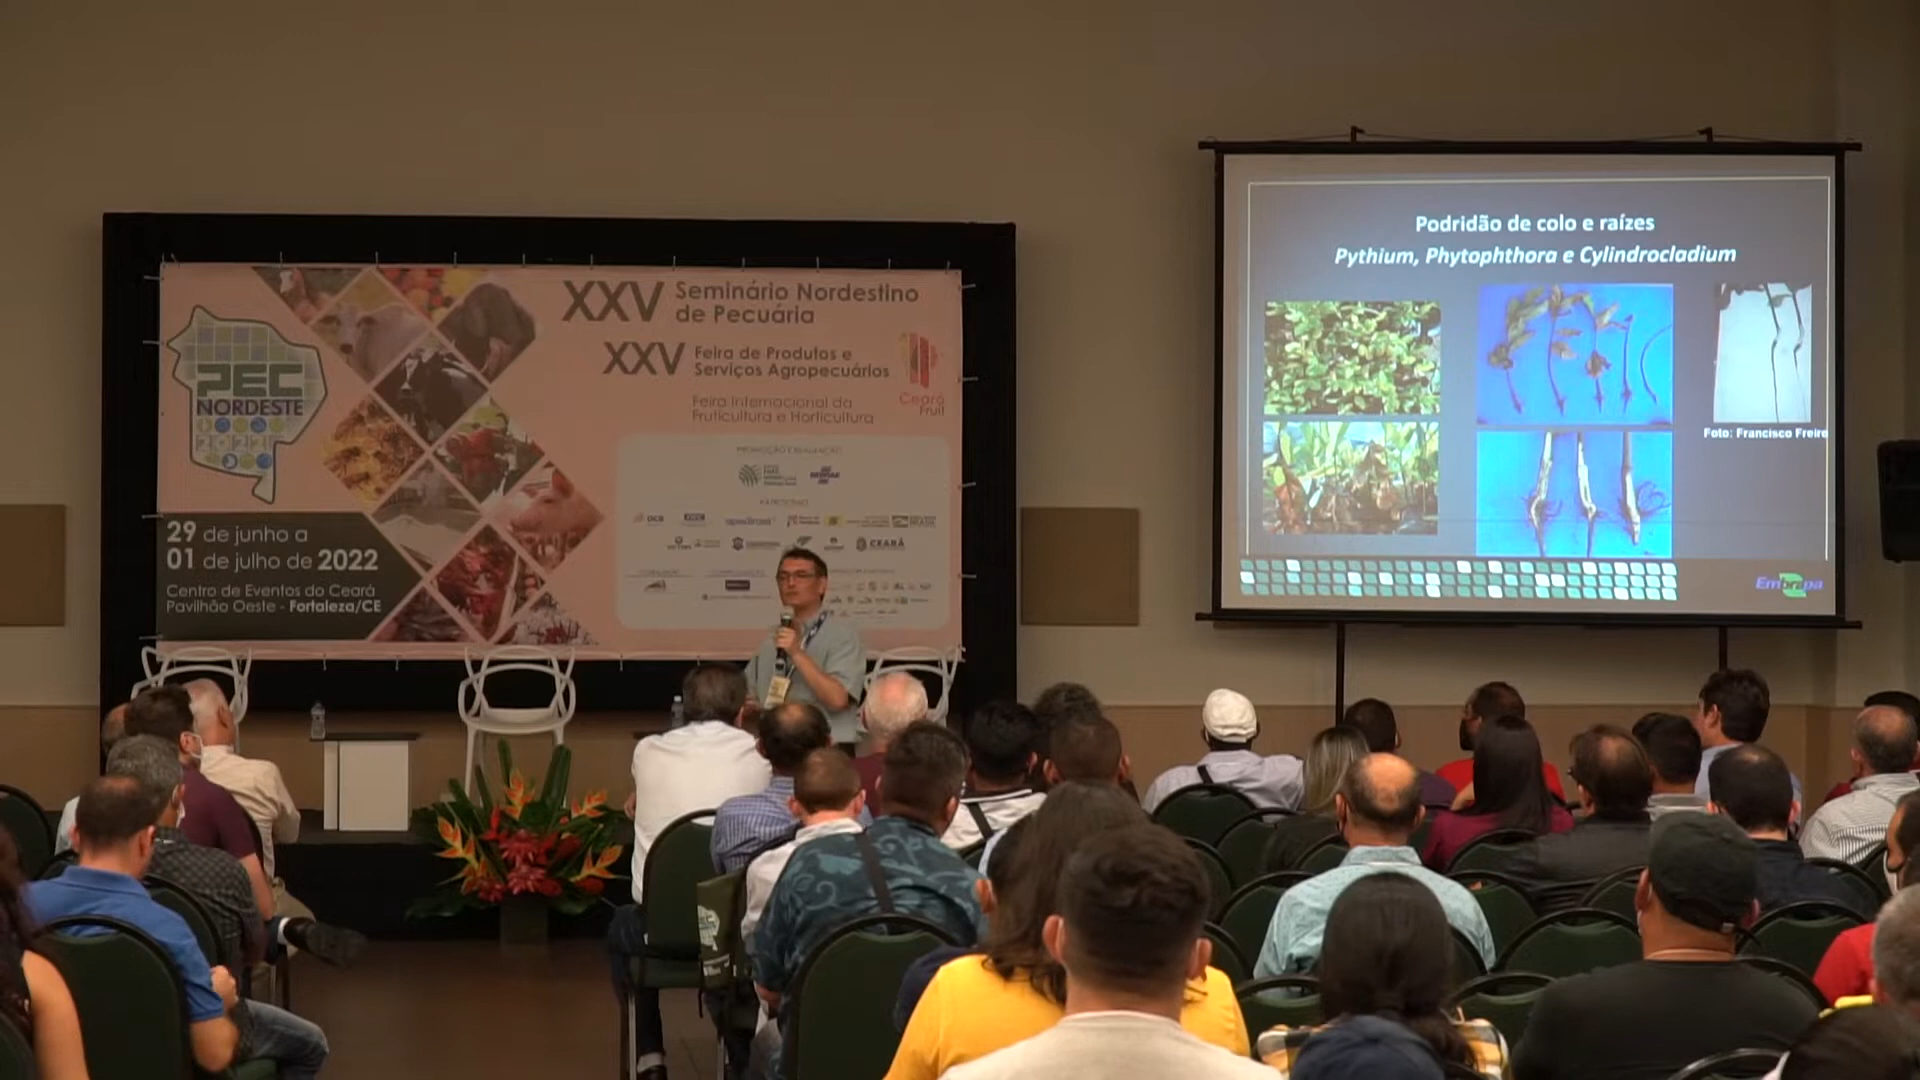 XXV Seminário Nordestino
de Pecuária
XXV Feira de Produtos e
Serviços Agropecuários
Feira Internacional da
Fruticultura e Horticultura
Ceará
Fruit
PEC
NORDESTE
29 de junho a
01 de julho de 2022
Centro de Eventos do Ceará
Pavilhão Oeste - Fortaleza/CE
SEBRAE
OCB
CEARÁ
Podridão de colo e raízes
Pythium, Phytophthora e Cylindrocladium
Foto: Francisco Freire
Embrapa